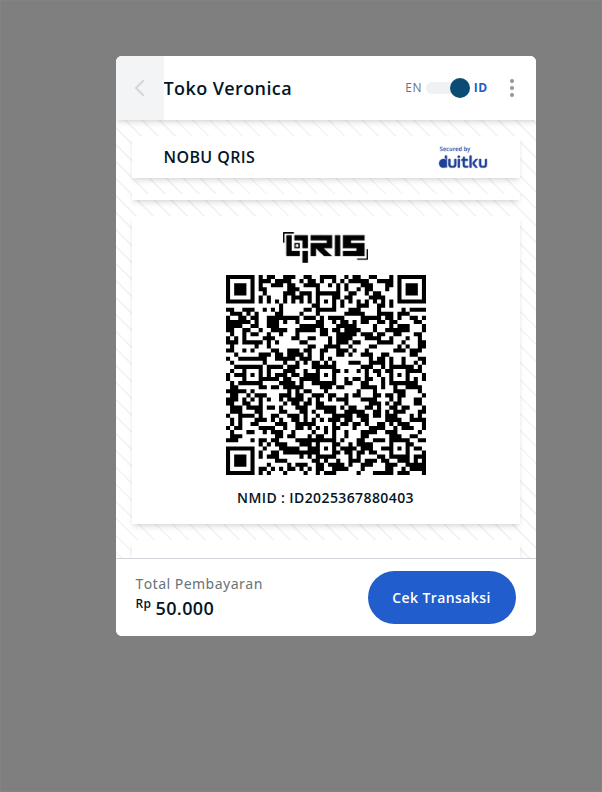 Toko Veronica
EN ID
NOBU QRIS
Secured by
duitku
QRIS
NMID : ID2025367880403
Total Pembayaran
Rp 50.000
Cek Transaksi